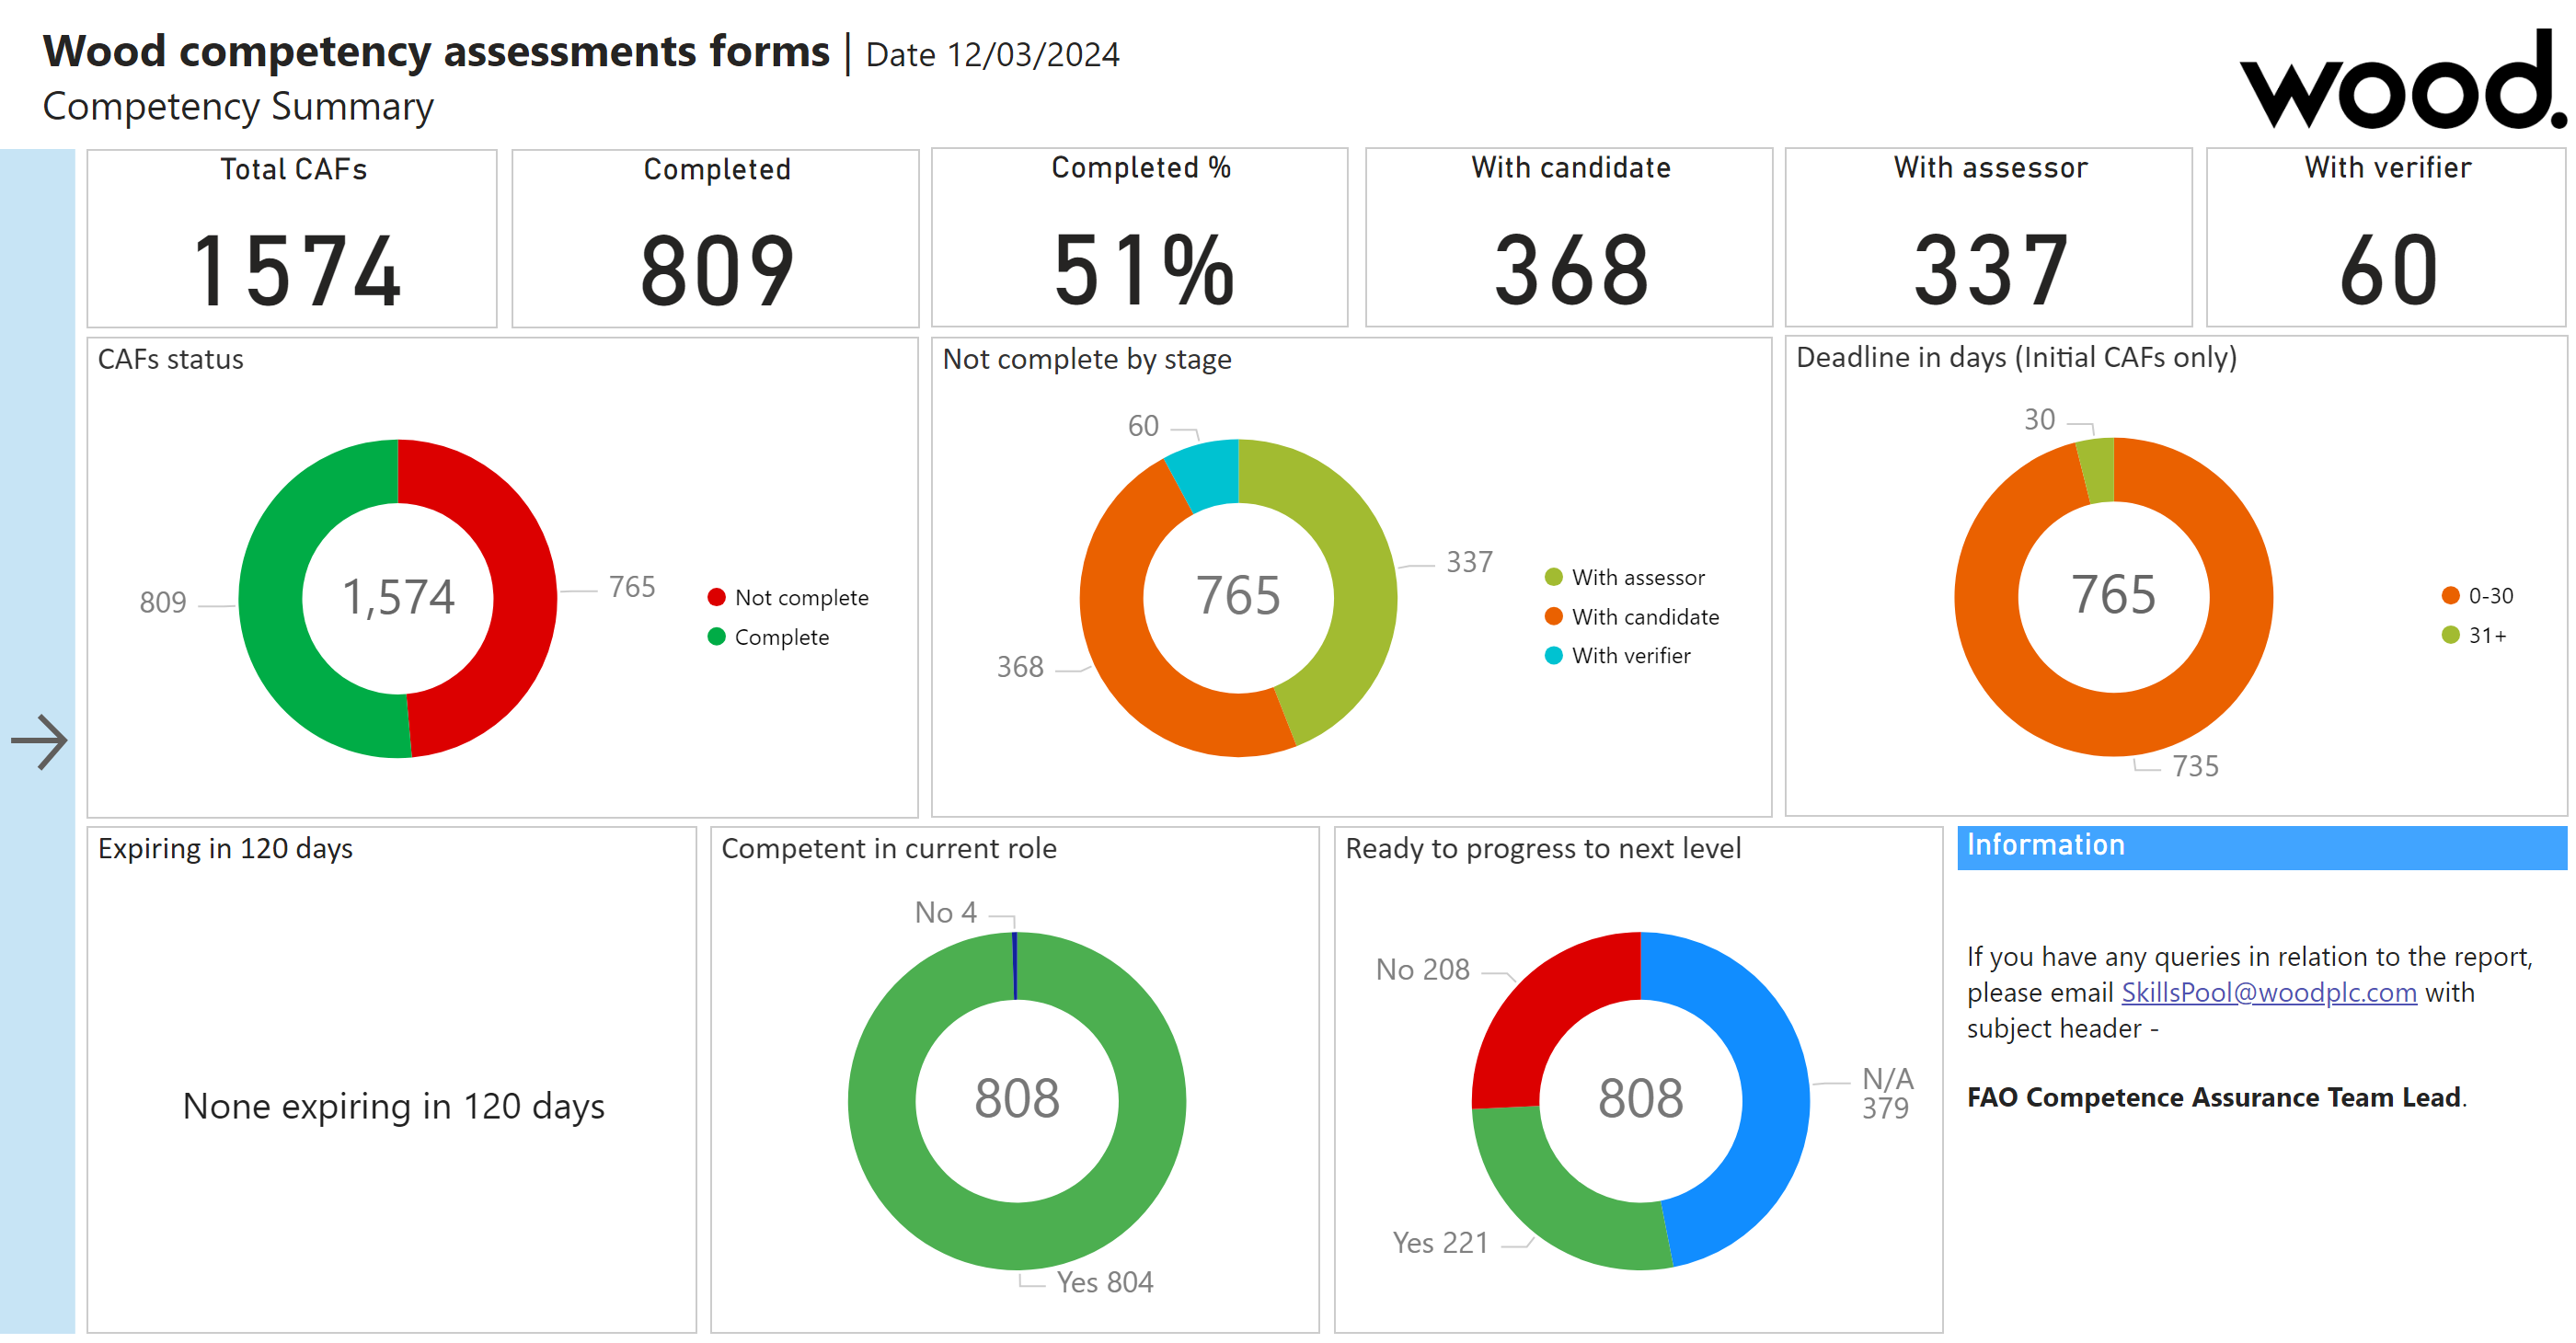 Wood competency assessments forms | Date 12/03/2024
Competency Summary
wood.
Total CAFs
1574
Completed
809
Completed %
51%
With candidate
368
With assessor
337
With verifier
60
CAFs status
809
1,574
765
Not complete
Complete
Not complete by stage
60
337
765
368
With assessor
With candidate
With verifier
Deadline in days (Initial CAFs only)
30
765
735
0-30
31+
Expiring in 120 days
None expiring in 120 days
Competent in current role
No 4
808
Yes 804
Ready to progress to next level
No 208
808
N/A
379
Yes 221
Information
If you have any queries in relation to the report,
please email SkillsPool@woodplc.com with
subject header -
FAO Competence Assurance Team Lead.